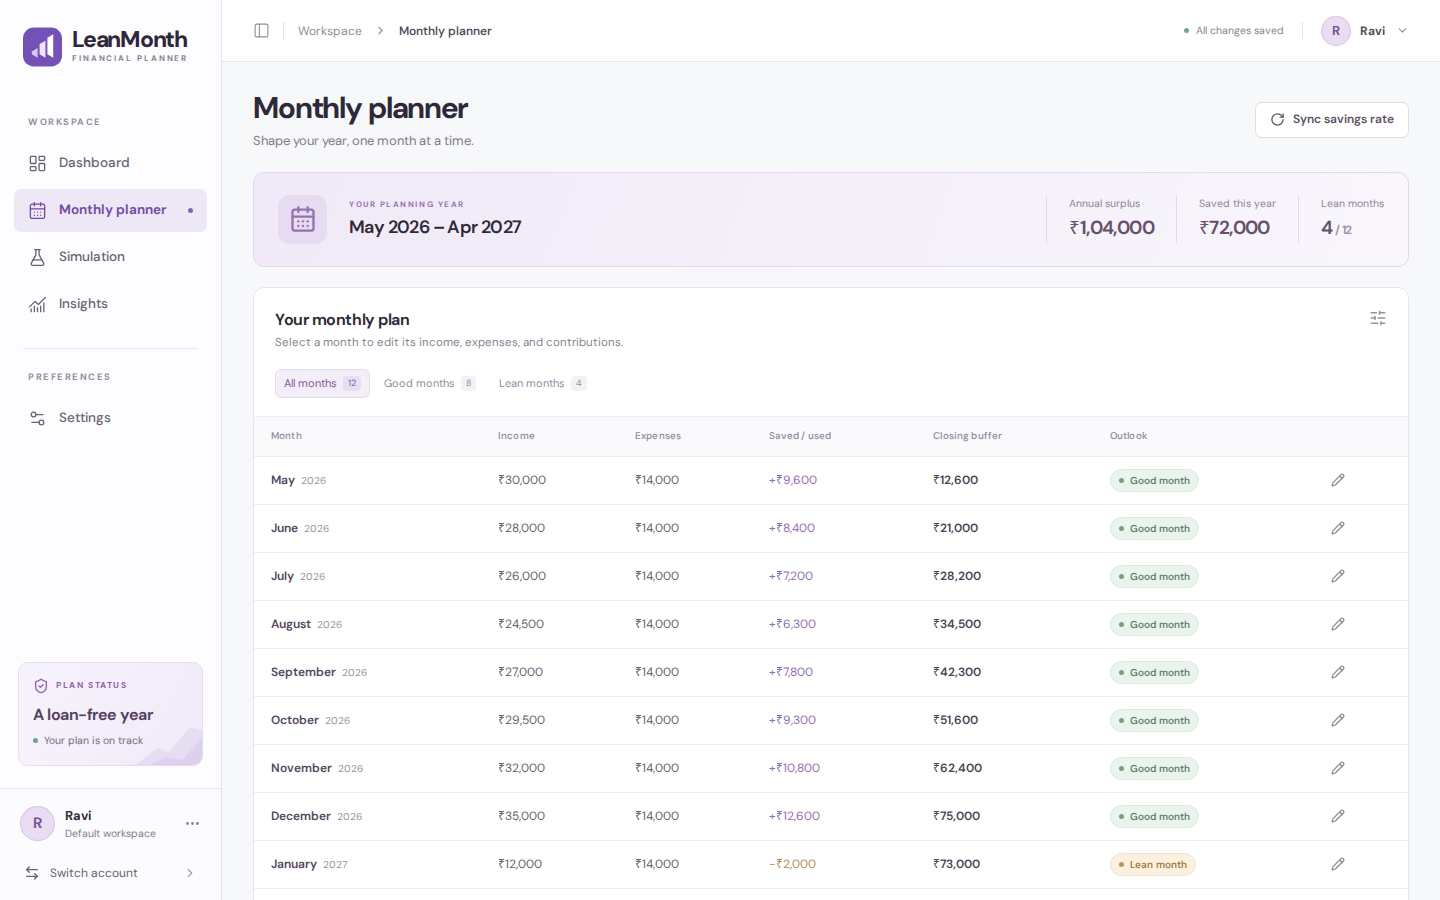 LeanMonth
FINANCIAL PLANNER
WORKSPACE
Dashboard
Monthly planner
Simulation
Insights
PREFERENCES
Settings
PLAN STATUS
A loan-free year
Your plan is on track
R
Ravi
Default workspace
Switch account
Workspace > Monthly planner
All changes saved
R Ravi
Monthly planner
Shape your year, one month at a time.
Sync savings rate
YOUR PLANNING YEAR
May 2026 – Apr 2027
Annual surplus
₹1,04,000
Saved this year
₹72,000
Lean months
4 / 12
Your monthly plan
Select a month to edit its income, expenses, and contributions.
All months 12 Good months 8 Lean months 4
Month Income Expenses Saved / used Closing buffer Outlook
May 2026 ₹30,000 ₹14,000 +₹9,600 ₹12,600 Good month
June 2026 ₹28,000 ₹14,000 +₹8,400 ₹21,000 Good month
July 2026 ₹26,000 ₹14,000 +₹7,200 ₹28,200 Good month
August 2026 ₹24,500 ₹14,000 +₹6,300 ₹34,500 Good month
September 2026 ₹27,000 ₹14,000 +₹7,800 ₹42,300 Good month
October 2026 ₹29,500 ₹14,000 +₹9,300 ₹51,600 Good month
November 2026 ₹32,000 ₹14,000 +₹10,800 ₹62,400 Good month
December 2026 ₹35,000 ₹14,000 +₹12,600 ₹75,000 Good month
January 2027 ₹12,000 ₹14,000 −₹2,000 ₹73,000 Lean month